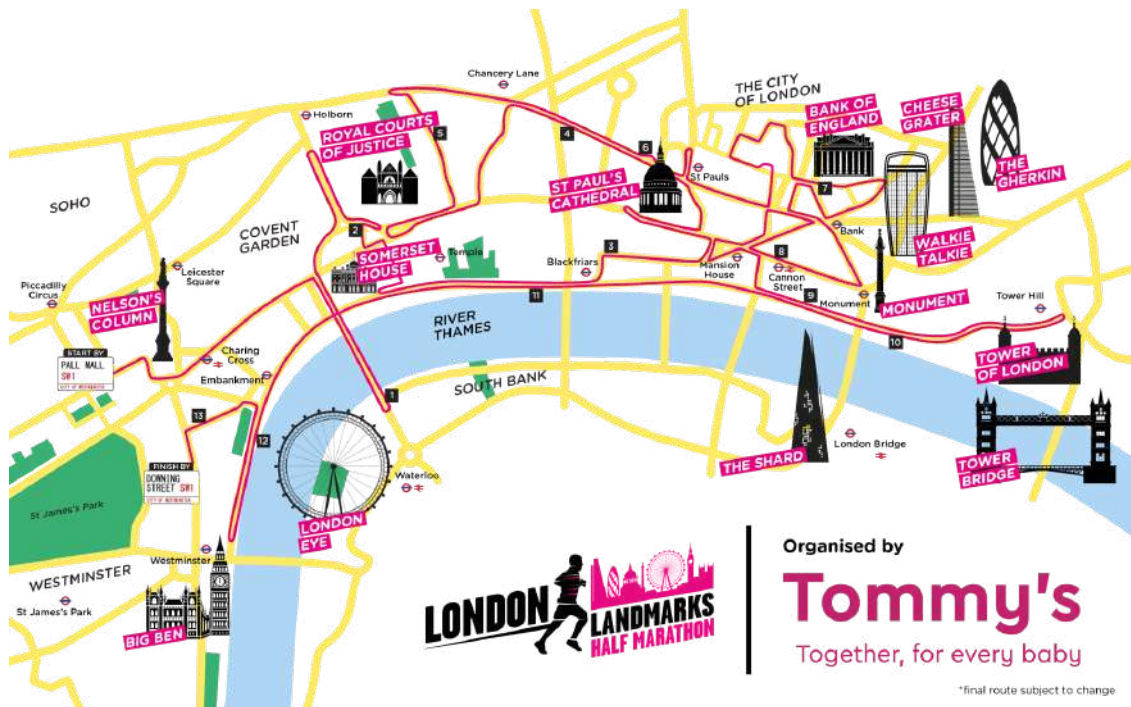 Chancery Lane
THE CITY
OF LONDON
Holborn
ROYAL COURTS
OF JUSTICE
BANK OF
ENGLAND
CHEESE
GRATER
THE
GHERKIN
5
4
6
ST PAUL'S
CATHEDRAL
St Pauls
7
SOHO
COVENT
GARDEN
2
SOMERSET
HOUSE
Temple
3
Blackfriars
Mansion
House
8
Cannon
Street
Bank
WALKIE
TALKIE
Leicester
Square
Piccadilly
Circus
NELSON'S
COLUMN
11
9
Monument
MONUMENT
Tower Hill
RIVER
THAMES
10
START BY
PALL MALL
SW1
CITY OF WESTMINSTER
Charing
Cross
Embankment
SOUTH BANK
TOWER
OF LONDON
13
12
1
FINISH BY
DOWNING
STREET SW1
CITY OF WESTMINSTER
Waterloo
THE SHARD
London Bridge
TOWER
BRIDGE
St James's Park
LONDON
EYE
Westminster
WESTMINSTER
St James's Park
BIG BEN
LONDON
LANDMARKS
HALF MARATHON
Organised by
Tommy's
Together, for every baby
*final route subject to change